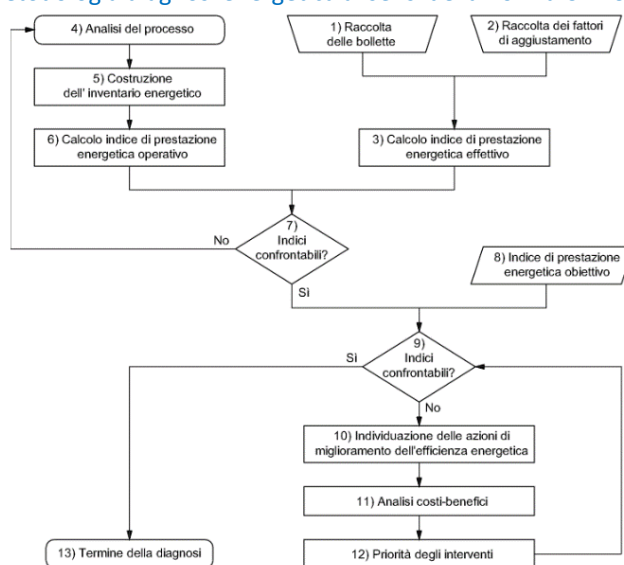 diagnosi energetica
4) Analisi del processo
1) Raccolta
delle bollette
2) Raccolta dei fattori
di aggiustamento
5) Costruzione
dell' inventario energetico
6) Calcolo indice di prestazione
energetica operativo
3) Calcolo indice di prestazione
energetica effettivo
7)
Indici
confrontabili?
No
Sì
8) Indice di prestazione
energetica obiettivo
9)
Indici
confrontabili?
Sì
No
10) Individuazione delle azioni di
miglioramento dell'efficienza energetica
11) Analisi costi-benefici
13) Termine della diagnosi
12) Priorità degli interventi